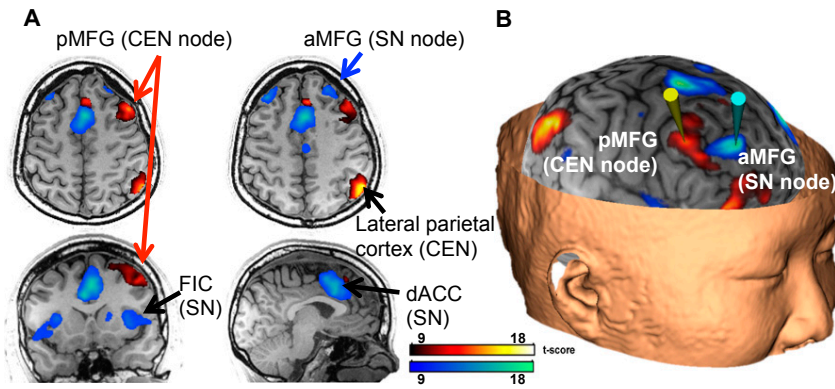 A
pMFG (CEN node)
aMFG (SN node)
Lateral parietal
cortex (CEN)
FIC
(SN)
dACC
(SN)
9 18
t-score
9 18
B
pMFG
(CEN node)
aMFG
(SN node)